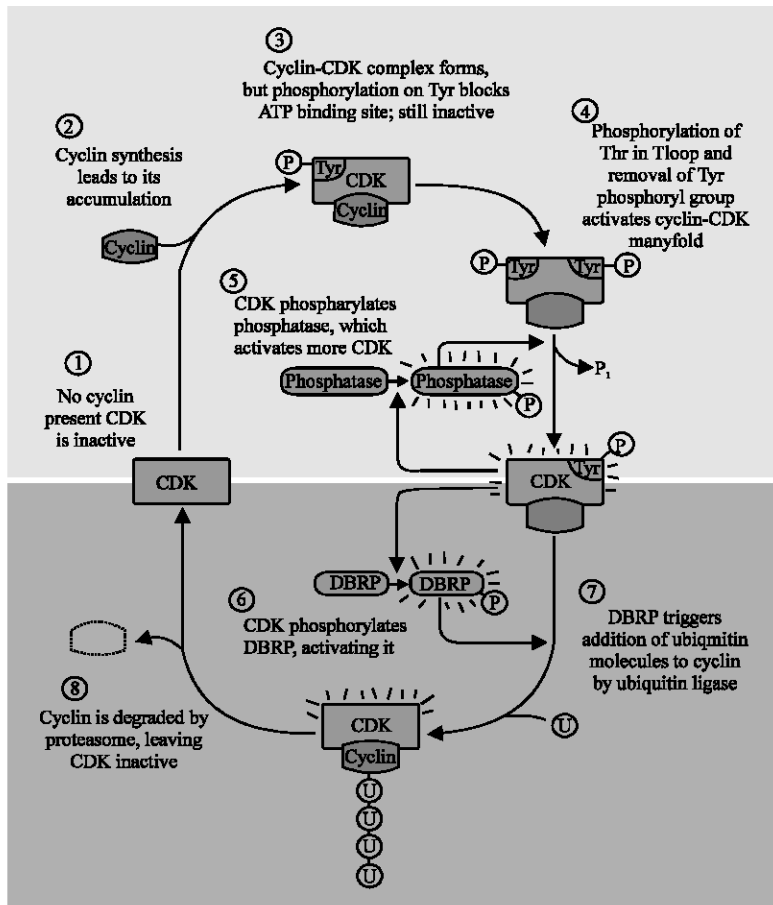 ③
Cyclin-CDK complex forms,
but phosphorylation on Tyr blocks
ATP binding site; still inactive
②
Cyclin synthesis
leads to its
accumulation
④
Phosphorylation of
Thr in Tloop and
removal of Tyr
phosphoryl group
activates cyclin-CDK
manyfold
P
Tyr
CDK
Cyclin
Cyclin
P
Tyr
Tyr
P
⑤
CDK phospharylates
phosphatase, which
activates more CDK
Phosphatase
Phosphatase
P
P₁
①
No cyclin
present CDK
is inactive
CDK
P
Tyr
CDK
DBRP
DBRP
P
⑥
CDK phosphorylates
DBRP, activating it
⑦
DBRP triggers
addition of ubiqmitin
molecules to cyclin
by ubiquitin ligase
U
⑧
Cyclin is degraded by
proteasome, leaving
CDK inactive
CDK
Cyclin
U
U
U
U